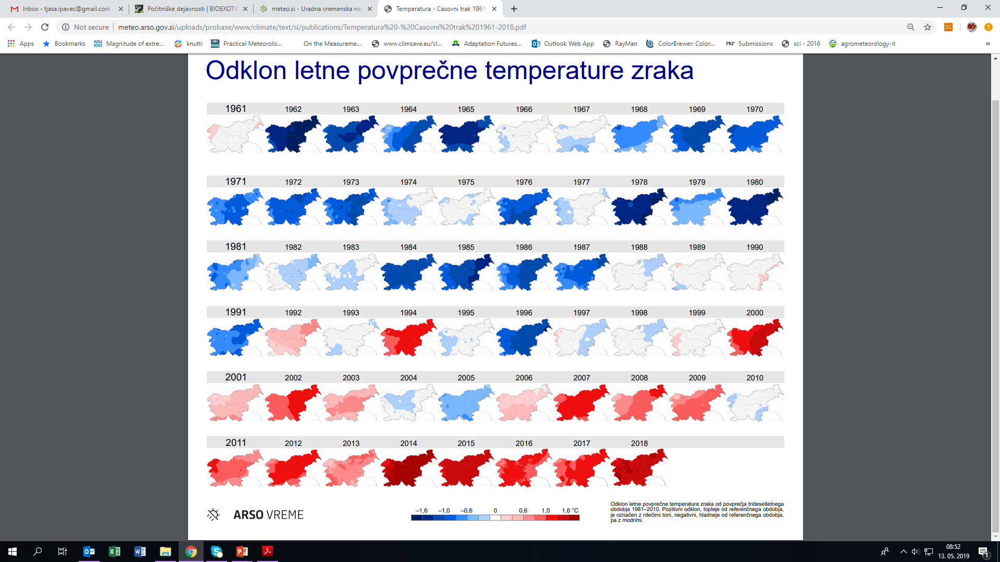 Inbox - tjasa.ipavec@gmail.com -
Počitniške dejavnosti | BIOEXOTI
meteo.si - Uradna vremenska na
Temperatura - Casovni trak 1961
Not secure
meteo.arso.gov.si/uploads/probase/www/climate/text/sl/publications/Temperatura%20-%20Casovni%20trak%201961-2018.pdf
SC
Apps
Bookmarks
AGU
100
Magnitude of extre...
knutti
UBC
EOAS
Practical Meteorolo...
On the Measureme...
www.climsave.eu/cl...
Adaptation Futures...
Outlook Web App
RayMan
ColorBrewer: Color...
PKP
Submissions
sci - 2016
agrometeorology-it
»
Odklon letne povprečne temperature zraka
1961 1962 1963 1964 1965 1966 1967 1968 1969 1970
1971 1972 1973 1974 1975 1976 1977 1978 1979 1980
1981 1982 1983 1984 1985 1986 1987 1988 1989 1990
1991 1992 1993 1994 1995 1996 1997 1998 1999 2000
2001 2002 2003 2004 2005 2006 2007 2008 2009 2010
2011 2012 2013 2014 2015 2016 2017 2018
ARSO VREME
–1,6 –1,0 –0,6 0 0,6 1,0 1,6 °C
Odklon letne povprečne temperature zraka od povprečja tridesetletnega
obdobja 1981–2010. Pozitivni odklon, topleje od referenčnega obdobja,
je označen z rdečimi toni, negativni, hladneje od referenčnega obdobja,
pa z modrimi.
08:52
13. 05. 2019
1